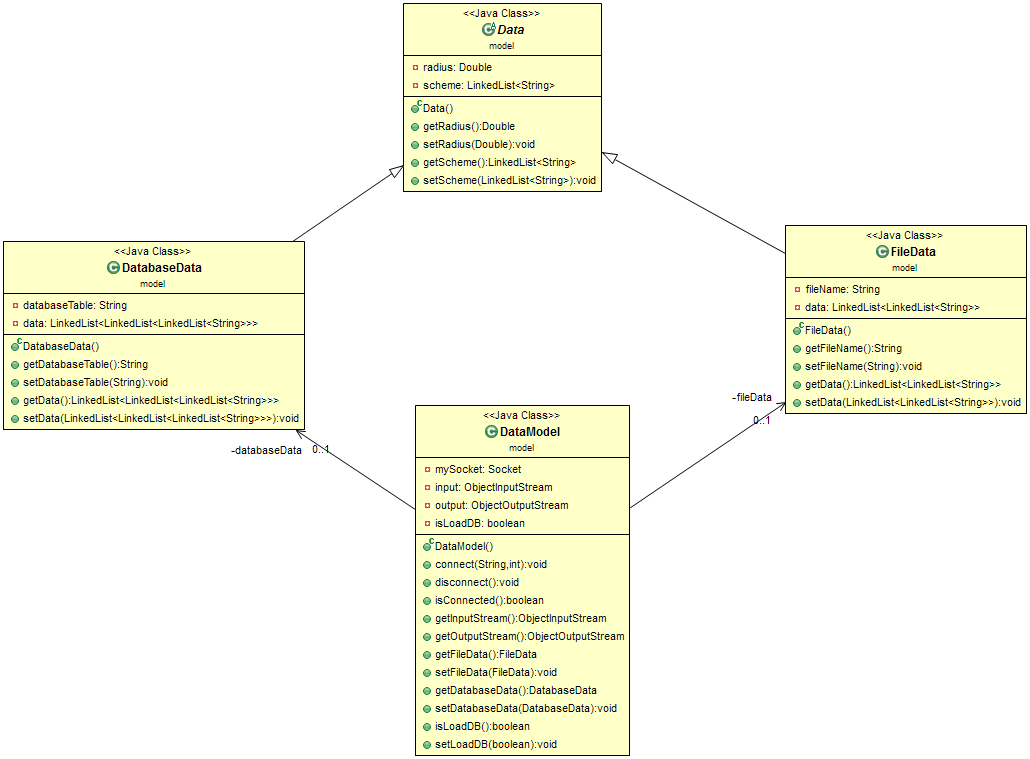 <<Java Class>>
Data
model
radius: Double
scheme: LinkedList<String>
Data()
getRadius():Double
setRadius(Double):void
getScheme():LinkedList<String>
setScheme(LinkedList<String>):void
<<Java Class>>
DatabaseData
model
databaseTable: String
data: LinkedList<LinkedList<LinkedList<String>>>
DatabaseData()
getDatabaseTable():String
setDatabaseTable(String):void
getData():LinkedList<LinkedList<LinkedList<String>>>
setData(LinkedList<LinkedList<LinkedList<String>>>):void
<<Java Class>>
FileData
model
fileName: String
data: LinkedList<LinkedList<String>>
FileData()
getFileName():String
setFileName(String):void
getData():LinkedList<LinkedList<String>>
setData(LinkedList<LinkedList<String>>):void
-databaseData 0..1
-fileData
0..1
<<Java Class>>
DataModel
model
mySocket: Socket
input: ObjectInputStream
output: ObjectOutputStream
isLoadDB: boolean
DataModel()
connect(String,int):void
disconnect():void
isConnected():boolean
getInputStream():ObjectInputStream
getOutputStream():ObjectOutputStream
getFileData():FileData
setFileData(FileData):void
getDatabaseData():DatabaseData
setDatabaseData(DatabaseData):void
isLoadDB():boolean
setLoadDB(boolean):void